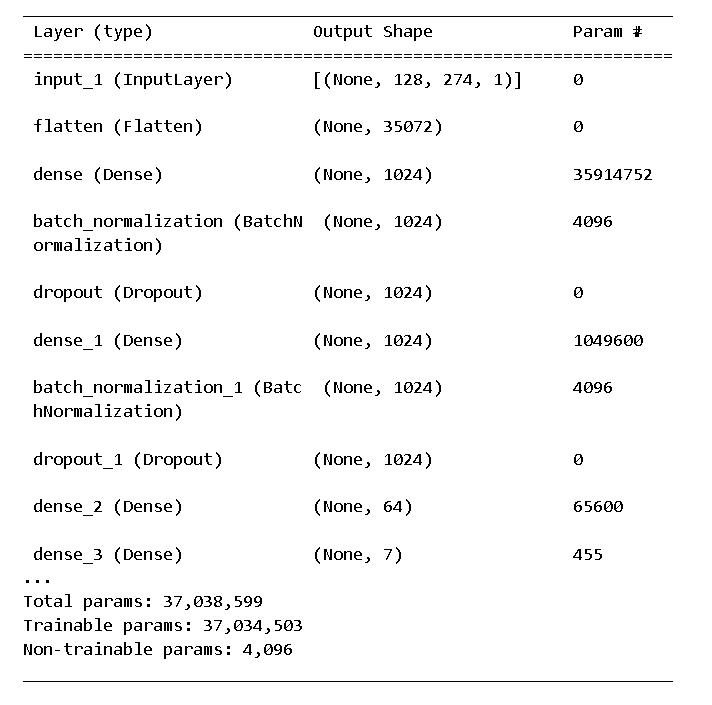 Layer (type) Output Shape Param #
=================================================================
input_1 (InputLayer) [(None, 128, 274, 1)] 0
flatten (Flatten) (None, 35072) 0
dense (Dense) (None, 1024) 35914752
batch_normalization (BatchN (None, 1024) 4096
ormalization)
dropout (Dropout) (None, 1024) 0
dense_1 (Dense) (None, 1024) 1049600
batch_normalization_1 (Batc (None, 1024) 4096
hNormalization)
dropout_1 (Dropout) (None, 1024) 0
dense_2 (Dense) (None, 64) 65600
dense_3 (Dense) (None, 7) 455
...
Total params: 37,038,599
Trainable params: 37,034,503
Non-trainable params: 4,096